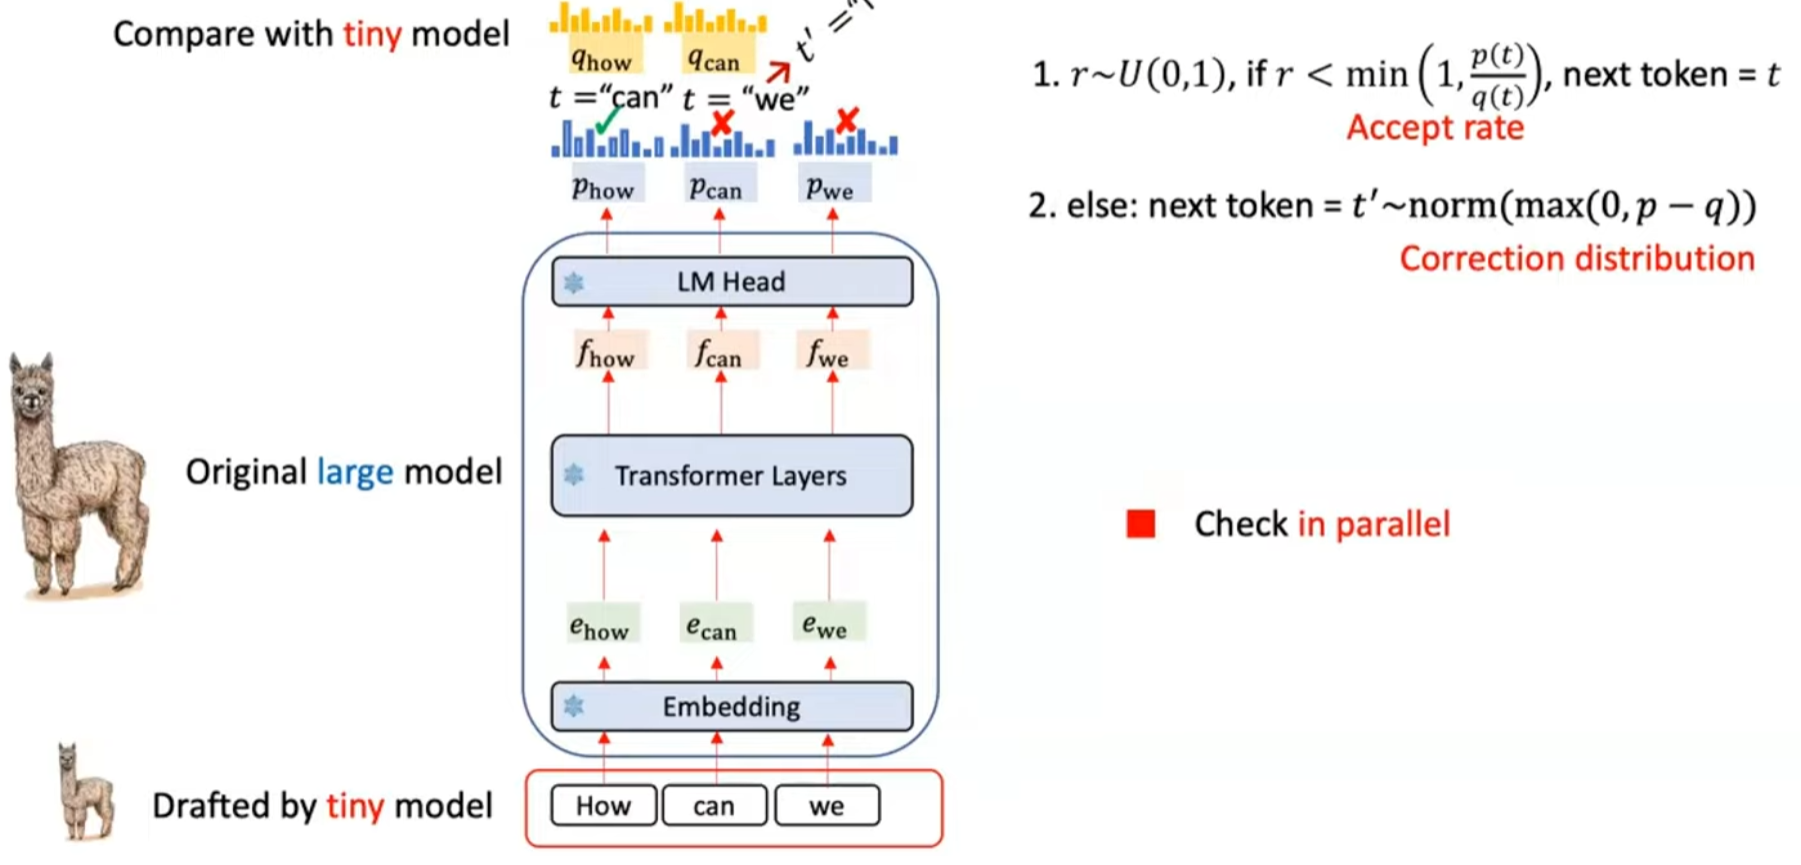 Compare with tiny model
q_how q_can t' ="
t ="can" t = "we"
p_how p_can p_we
LM Head
f_how f_can f_we
Original large model
Transformer Layers
e_how e_can e_we
Embedding
Drafted by tiny model
How can we
1. r~U(0,1), if r < min(1, p(t)/q(t)), next token = t
Accept rate
2. else: next token = t'~norm(max(0, p − q))
Correction distribution
Check in parallel